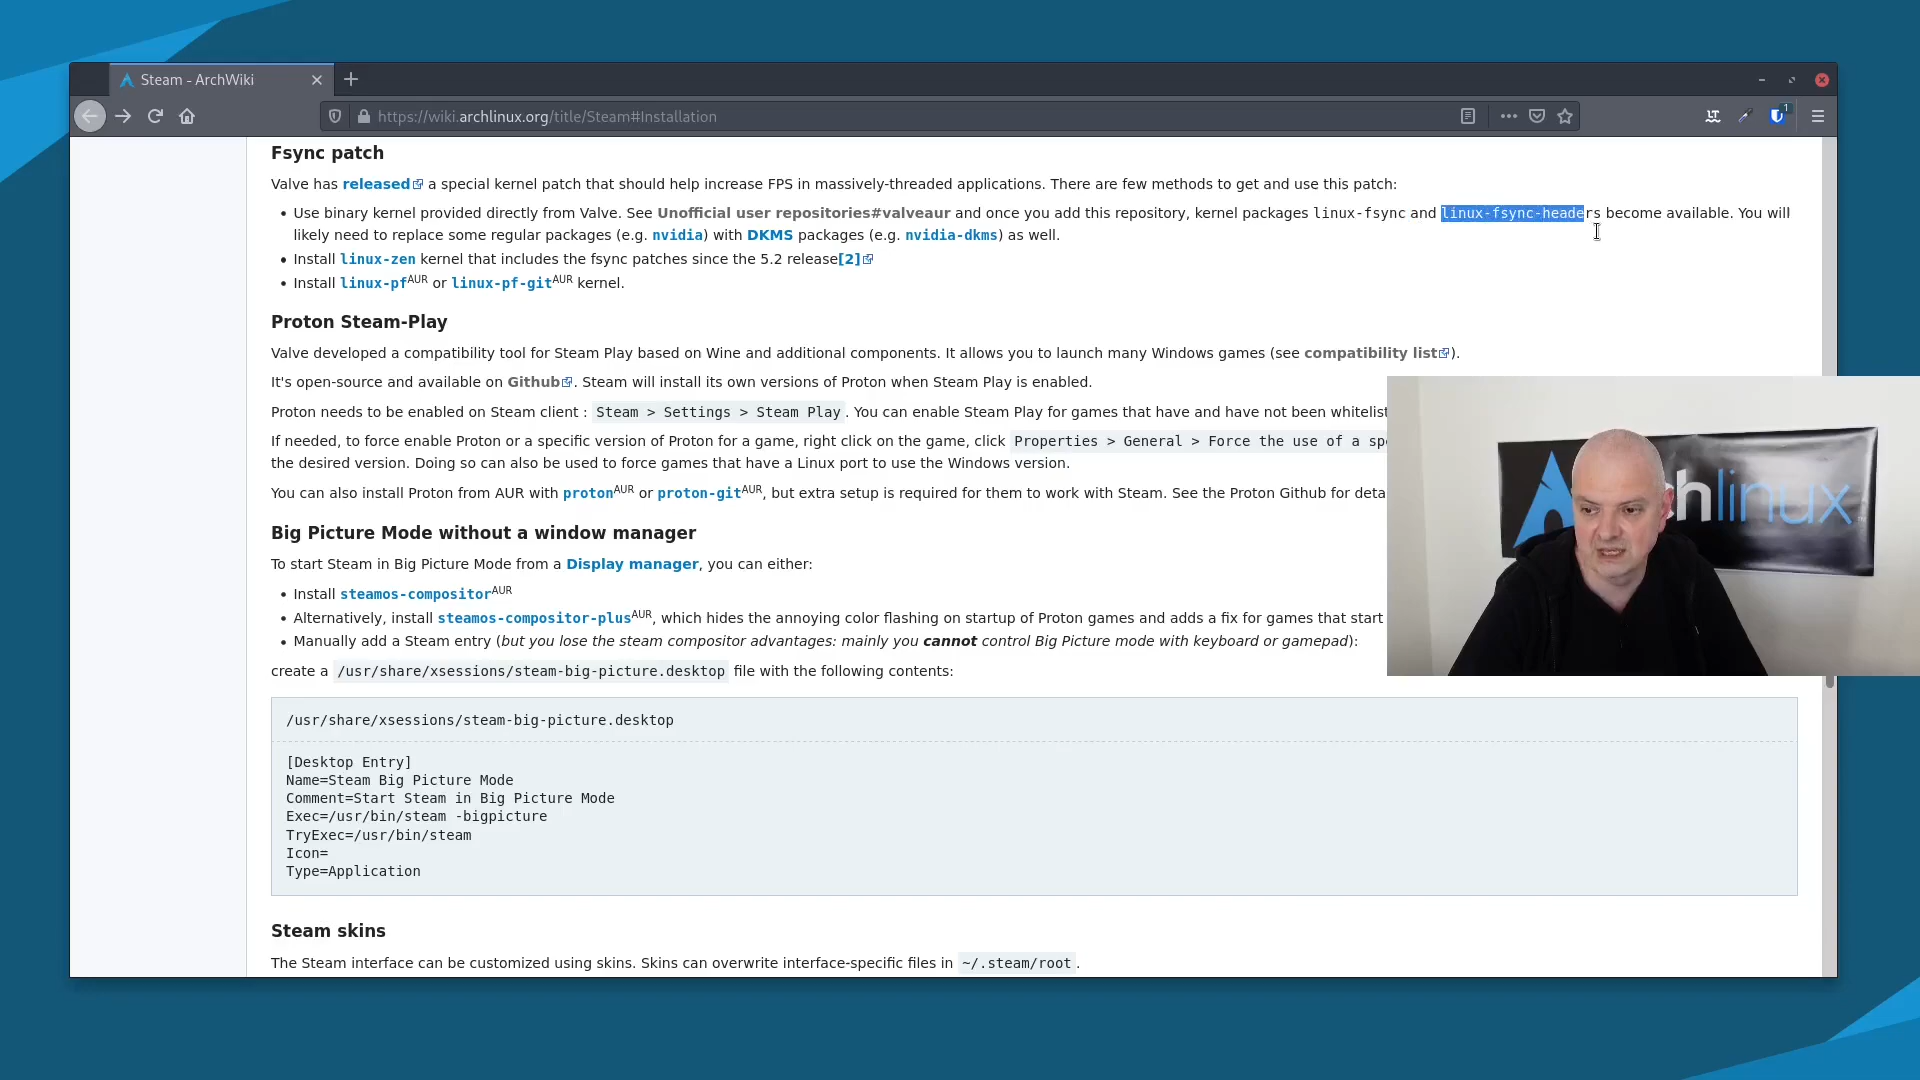 Steam - ArchWiki
https://wiki.archlinux.org/title/Steam#Installation
1
Fsync patch
Valve has released a special kernel patch that should help increase FPS in massively-threaded applications. There are few methods to get and use this patch:
• Use binary kernel provided directly from Valve. See Unofficial user repositories#valveaur and once you add this repository, kernel packages linux-fsync and linux-fsync-headers become available. You will
likely need to replace some regular packages (e.g. nvidia) with DKMS packages (e.g. nvidia-dkms) as well.
• Install linux-zen kernel that includes the fsync patches since the 5.2 release[2]
• Install linux-pfAUR or linux-pf-gitAUR kernel.
Proton Steam-Play
Valve developed a compatibility tool for Steam Play based on Wine and additional components. It allows you to launch many Windows games (see compatibility list).
It's open-source and available on Github. Steam will install its own versions of Proton when Steam Play is enabled.
Proton needs to be enabled on Steam client : Steam > Settings > Steam Play. You can enable Steam Play for games that have and have not been whitelist
If needed, to force enable Proton or a specific version of Proton for a game, right click on the game, click Properties > General > Force the use of a sp
the desired version. Doing so can also be used to force games that have a Linux port to use the Windows version.
You can also install Proton from AUR with protonAUR or proton-gitAUR, but extra setup is required for them to work with Steam. See the Proton Github for deta
Big Picture Mode without a window manager
To start Steam in Big Picture Mode from a Display manager, you can either:
• Install steamos-compositorAUR
• Alternatively, install steamos-compositor-plusAUR, which hides the annoying color flashing on startup of Proton games and adds a fix for games that start
• Manually add a Steam entry (but you lose the steam compositor advantages: mainly you cannot control Big Picture mode with keyboard or gamepad):
create a /usr/share/xsessions/steam-big-picture.desktop file with the following contents:
/usr/share/xsessions/steam-big-picture.desktop
[Desktop Entry]
Name=Steam Big Picture Mode
Comment=Start Steam in Big Picture Mode
Exec=/usr/bin/steam -bigpicture
TryExec=/usr/bin/steam
Icon=
Type=Application
Steam skins
The Steam interface can be customized using skins. Skins can overwrite interface-specific files in ~/.steam/root.
ch linux